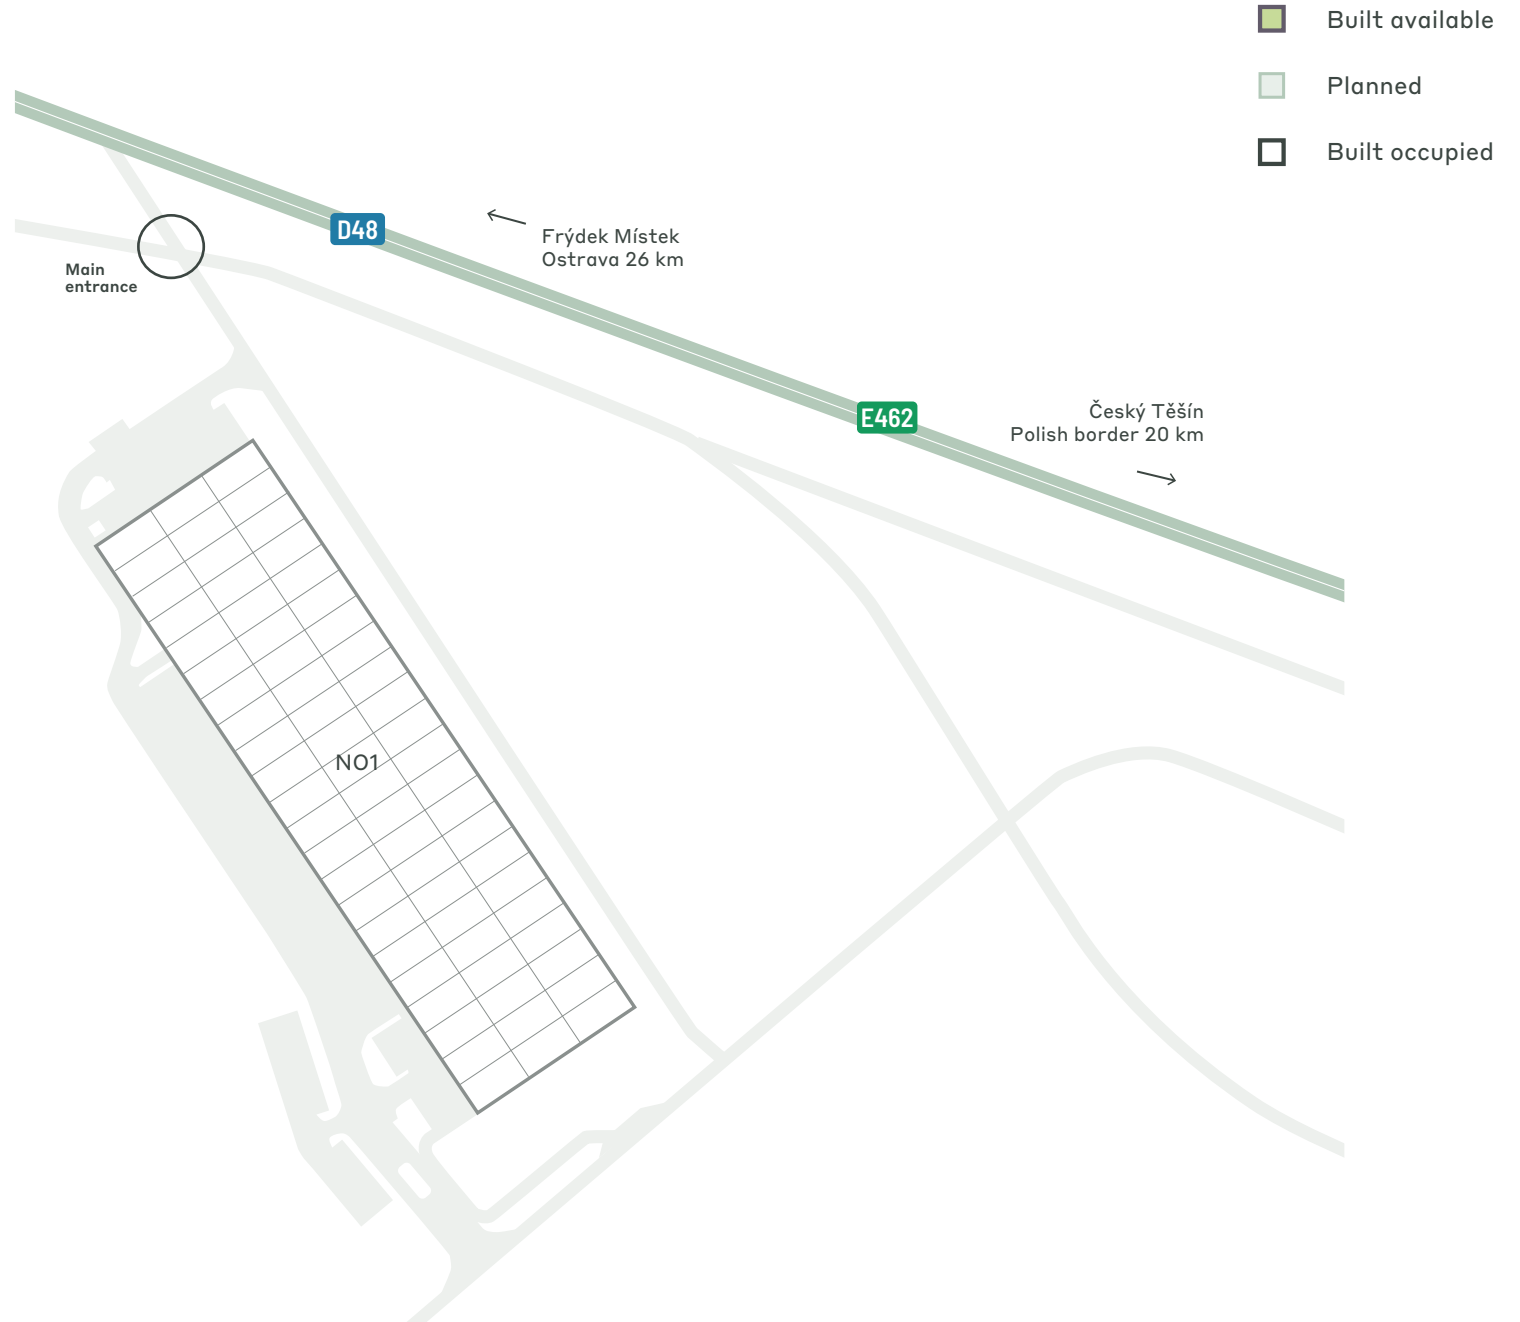 Built available
Planned
Built occupied
D48
Frýdek Místek
Ostrava 26 km
Main
entrance
E462
Český Těšín
Polish border 20 km
NO1